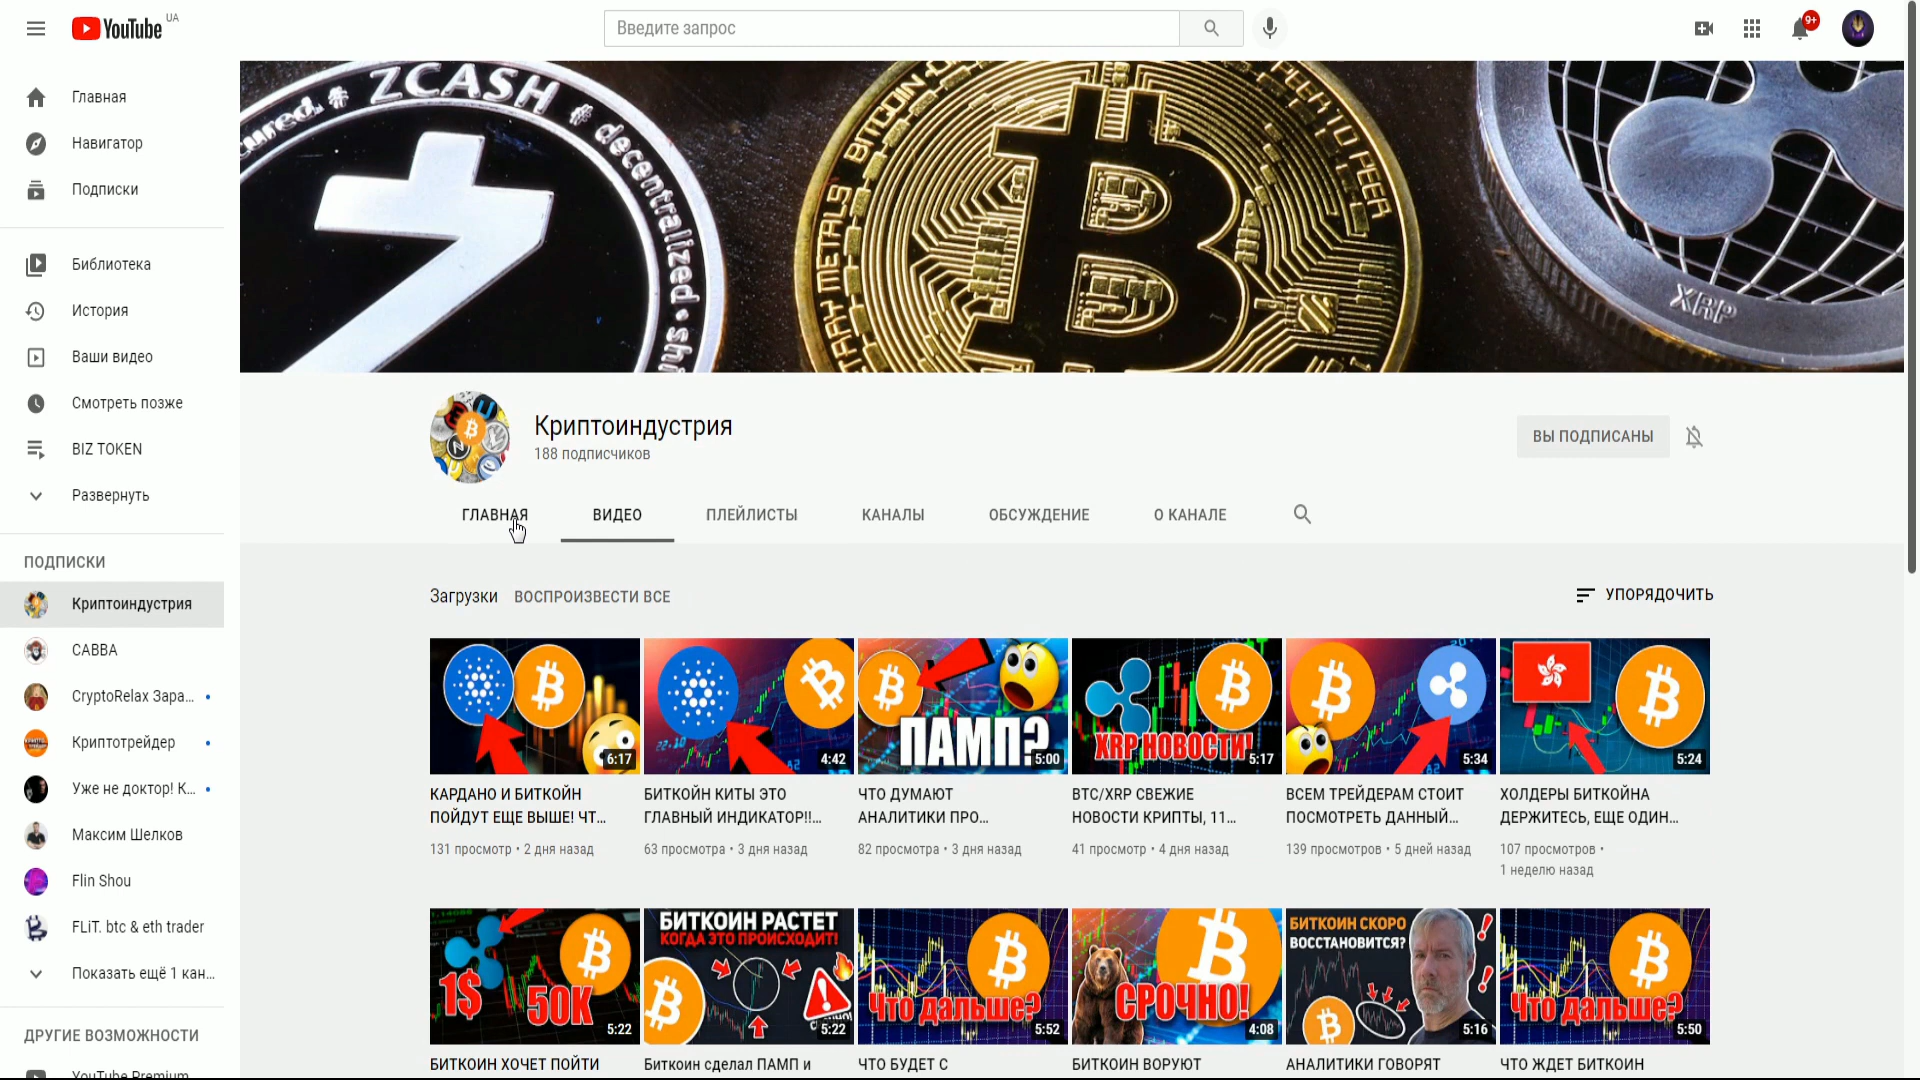 YouTube UA
Введите запрос
9+
Главная
Навигатор
Подписки
Библиотека
История
Ваши видео
Смотреть позже
BIZ TOKEN
Развернуть
ПОДПИСКИ
Криптоиндустрия
САВВА
CryptoRelax Зара...
Криптотрейдер
Уже не доктор! К...
Максим Шелков
Flin Shou
FLiT. btc & eth trader
Показать ещё 1 кан...
ДРУГИЕ ВОЗМОЖНОСТИ
YouTube Premium
ZCASH
decentralized
BITCOIN
PEER TO PEER
METALS
XRP
Криптоиндустрия
188 подписчиков
ВЫ ПОДПИСАНЫ
ГЛАВНАЯ
ВИДЕО
ПЛЕЙЛИСТЫ
КАНАЛЫ
ОБСУЖДЕНИЕ
О КАНАЛЕ
Загрузки
ВОСПРОИЗВЕСТИ ВСЕ
УПОРЯДОЧИТЬ
6:17
КАРДАНО И БИТКОЙН
ПОЙДУТ ЕЩЕ ВЫШЕ! ЧТ...
131 просмотр • 2 дня назад
4:42
БИТКОЙН КИТЫ ЭТО
ГЛАВНЫЙ ИНДИКАТОР!!...
63 просмотра • 3 дня назад
ПАМП?
5:00
ЧТО ДУМАЮТ
АНАЛИТИКИ ПРО...
82 просмотра • 3 дня назад
XRP НОВОСТИ!
5:17
BTC/XRP СВЕЖИЕ
НОВОСТИ КРИПТЫ, 11...
41 просмотр • 4 дня назад
5:34
ВСЕМ ТРЕЙДЕРАМ СТОИТ
ПОСМОТРЕТЬ ДАННЫЙ...
139 просмотров • 5 дней назад
5:24
ХОЛДЕРЫ БИТКОЙНА
ДЕРЖИТЕСЬ, ЕЩЕ ОДИН...
107 просмотров •
1 неделю назад
1$
50K
5:22
БИТКОИН ХОЧЕТ ПОЙТИ
БИТКОИН РАСТЕТ
КОГДА ЭТО ПРОИСХОДИТ!
5:22
Биткоин сделал ПАМП и
Что дальше?
5:52
ЧТО БУДЕТ С
СРОЧНО!
4:08
БИТКОИН ВОРУЮТ
БИТКОИН СКОРО
ВОССТАНОВИТСЯ?
5:16
АНАЛИТИКИ ГОВОРЯТ
Что дальше?
5:50
ЧТО ЖДЕТ БИТКОИН